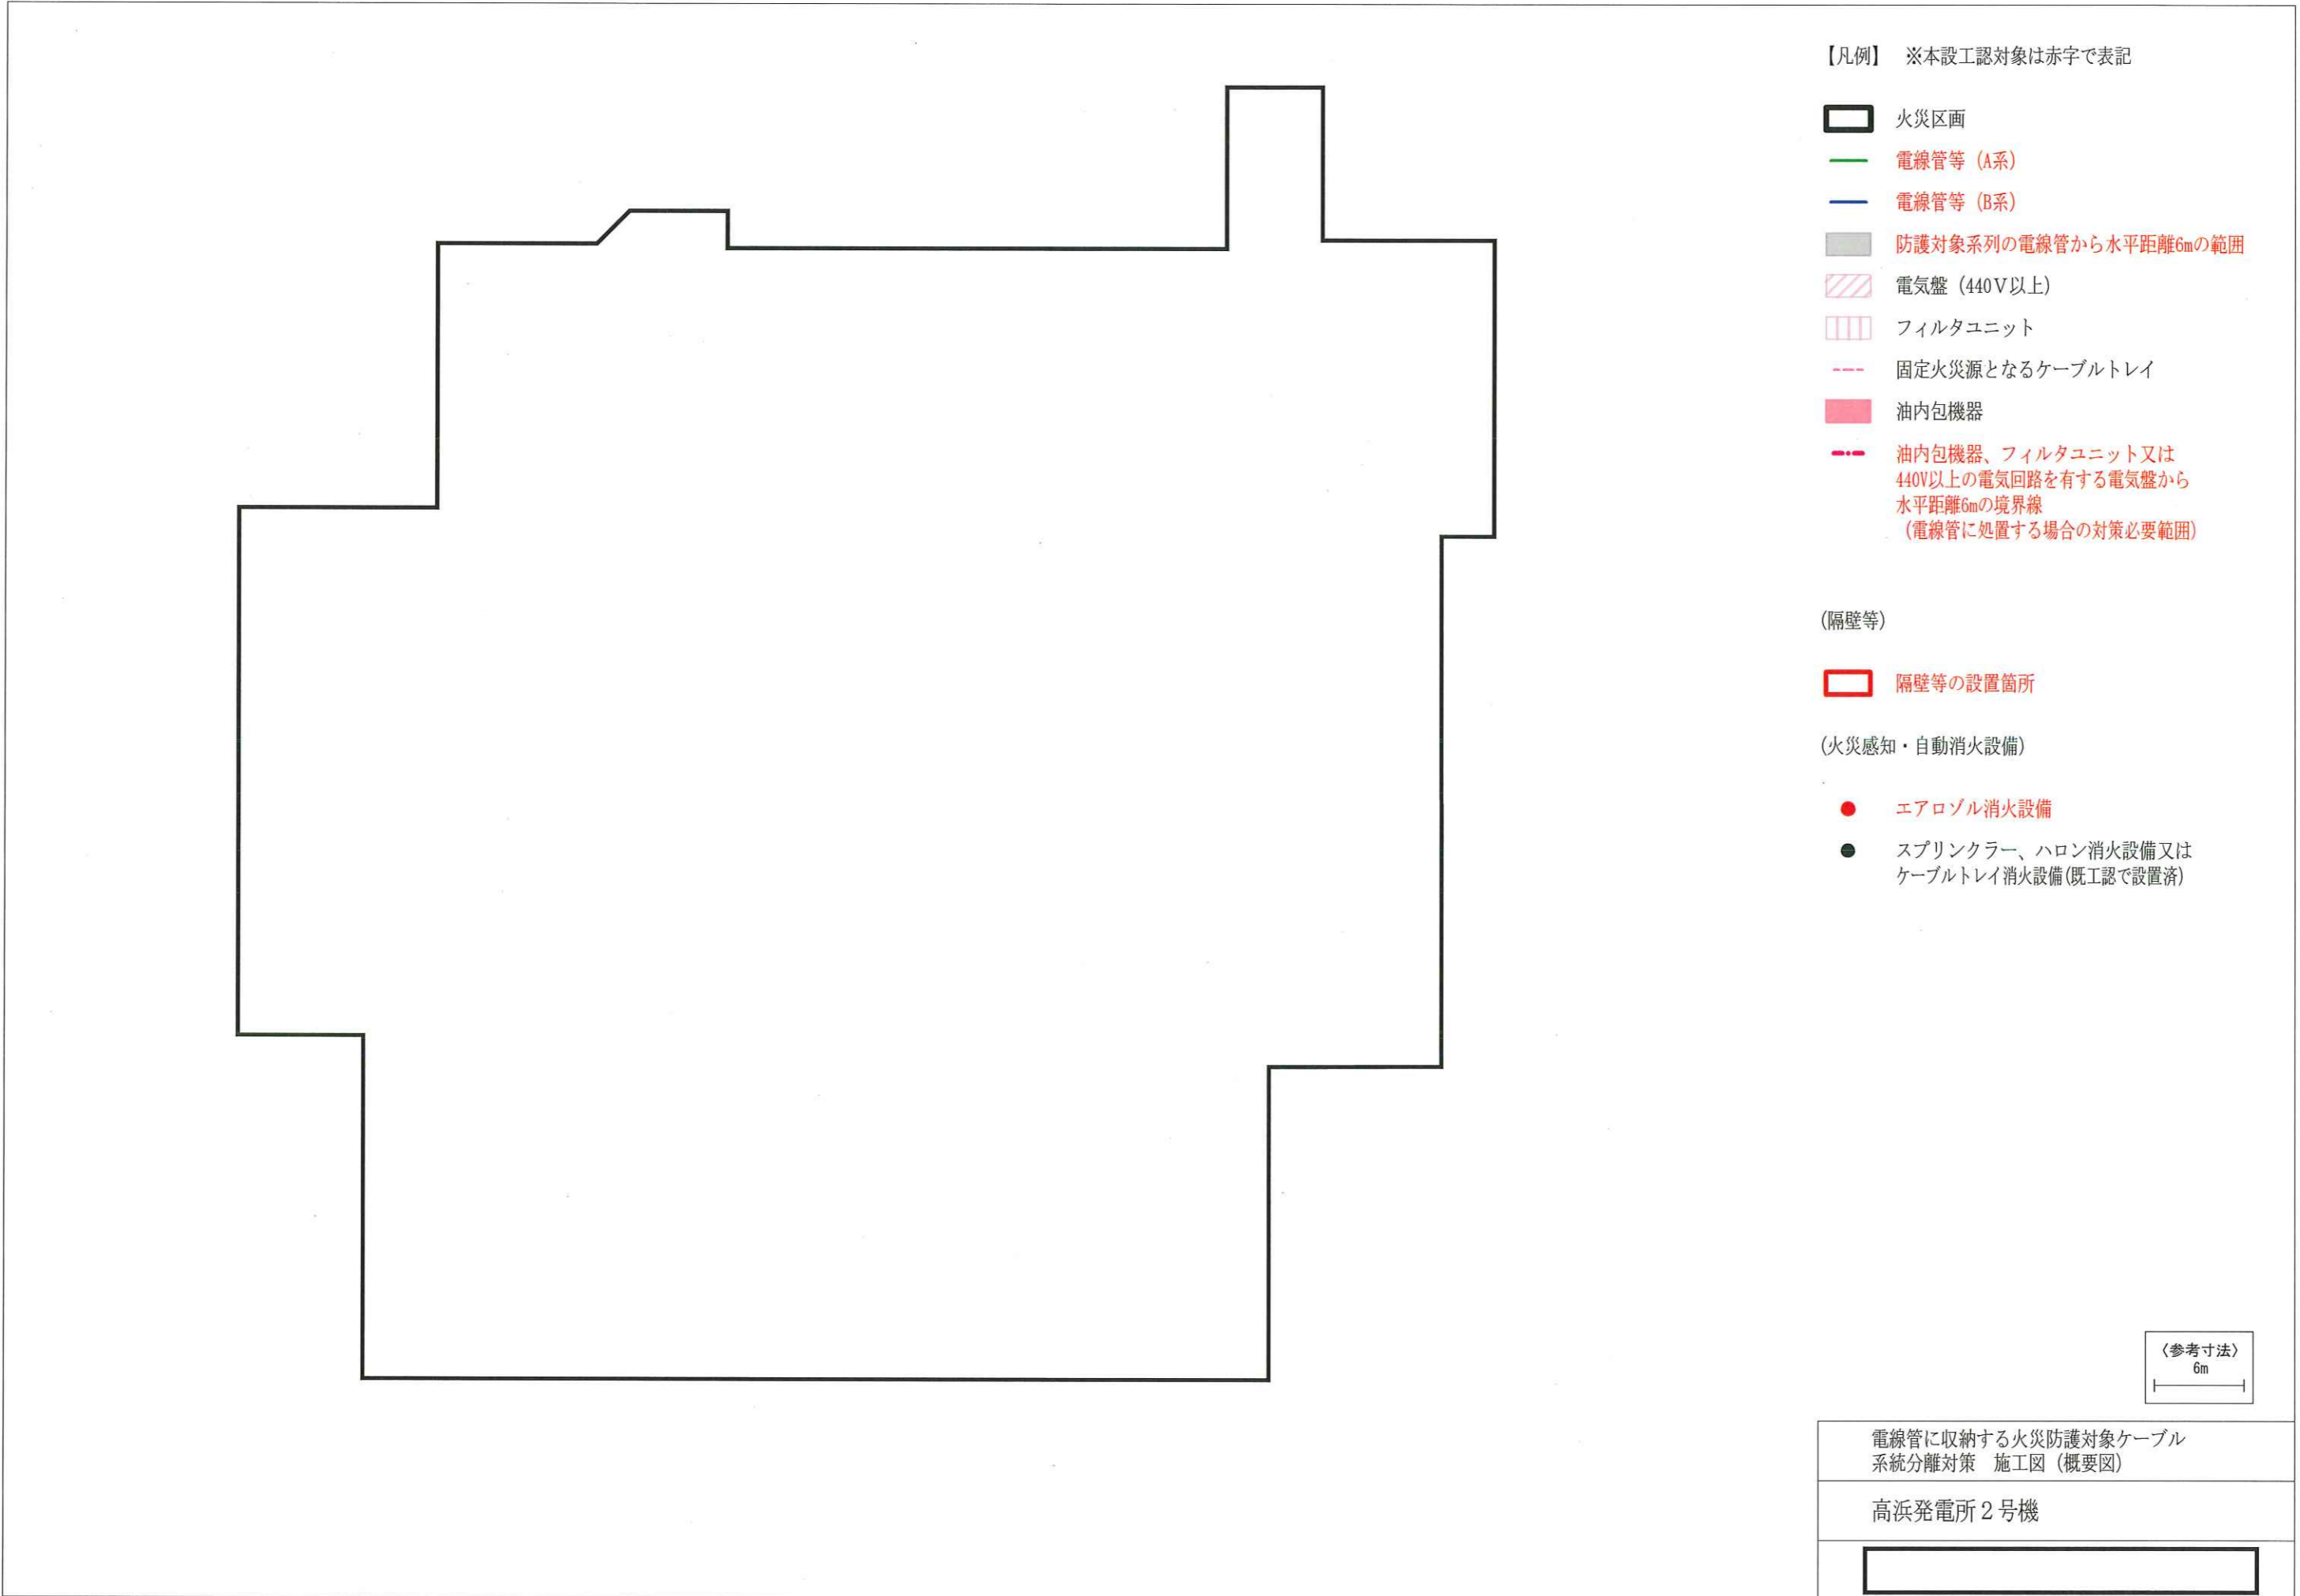 【凡例】　※本設工認対象は赤字で表記
火災区画
電線管等（A系）
電線管等（B系）
防護対象系列の電線管から水平距離6mの範囲
電気盤（440Ｖ以上）
フィルタユニット
固定火災源となるケーブルトレイ
油内包機器
油内包機器、フィルタユニット又は
440V以上の電気回路を有する電気盤から
水平距離6mの境界線
（電線管に処置する場合の対策必要範囲）
(隔壁等)
隔壁等の設置箇所
(火災感知・自動消火設備)
エアロゾル消火設備
スプリンクラー、ハロン消火設備又は
ケーブルトレイ消火設備(既工認で設置済)
〈参考寸法〉
6m
電線管に収納する火災防護対象ケーブル
系統分離対策　施工図（概要図）
高浜発電所２号機